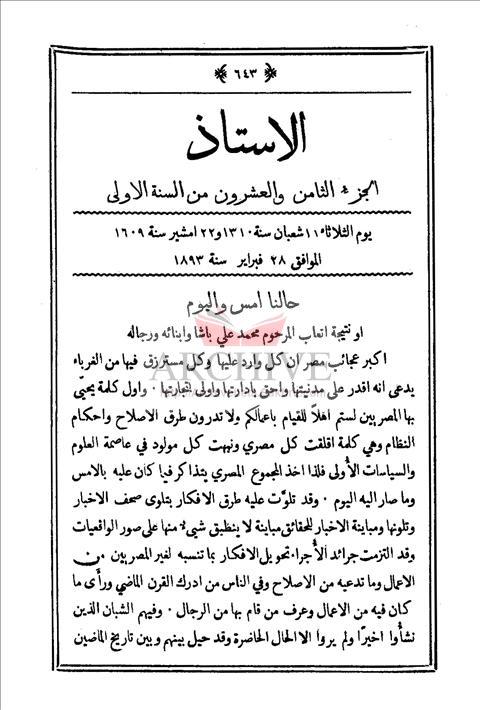 ٦٤٣
الاستاذ
الجزء الثامن والعشرون من السنة الاولى
يوم الثلاثاء ١١ شعبان سنة ١٣١٠ و٢٢ امشير سنة ١٦٠٩
الموافق ٢٨ فبراير سنة ١٨٩٣
حالنا امس واليوم
او نتيجة اتعاب المرحوم محمد علي باشا وابنائه ورجاله
اكبر عجائب مصر ان كل وارد عليها وكل مسترزق فيها من الغرباء
يدعى انه اقدر على مدنيتها واحق بادارتها واولى بتجارتها ٠ واول كلمة يحيّي
بها المصريين لستم اهلاً للقيام باعمالكم ولا تدرون طرق الاصلاح واحكام
النظام وهي كلمة اقلقت كل مصري ونبهت كل مولود في عاصمة العلوم
والسياسات الأولى فلذا اخذ المجموع المصري يتذاكر فيما كان عليه بالامس
وما صار اليه اليوم ٠ وقد تلوّت عليه طرق الافكار بتلوى صحف الاخبار
وتلونها ومباينة الاخبار للحقائق مباينة لا ينطبق شيء منها على صور الواقعيات
وقد التزمت جرائد الأجراء تحويل الافكار بما تنسبه لغير المصريين من
الاعمال وما تدعيه من الاصلاح وفي الناس من ادرك القرن الماضي ورأى ما
كان فيه من الاعمال وعرف من قام بها من الرجال ٠ وفيهم الشبان الذين
نشأوا اخيرًا ولم يروا الا الحال الحاضرة وقد حيل بينهم وبين تاريخ الماضين
ARCHIVE